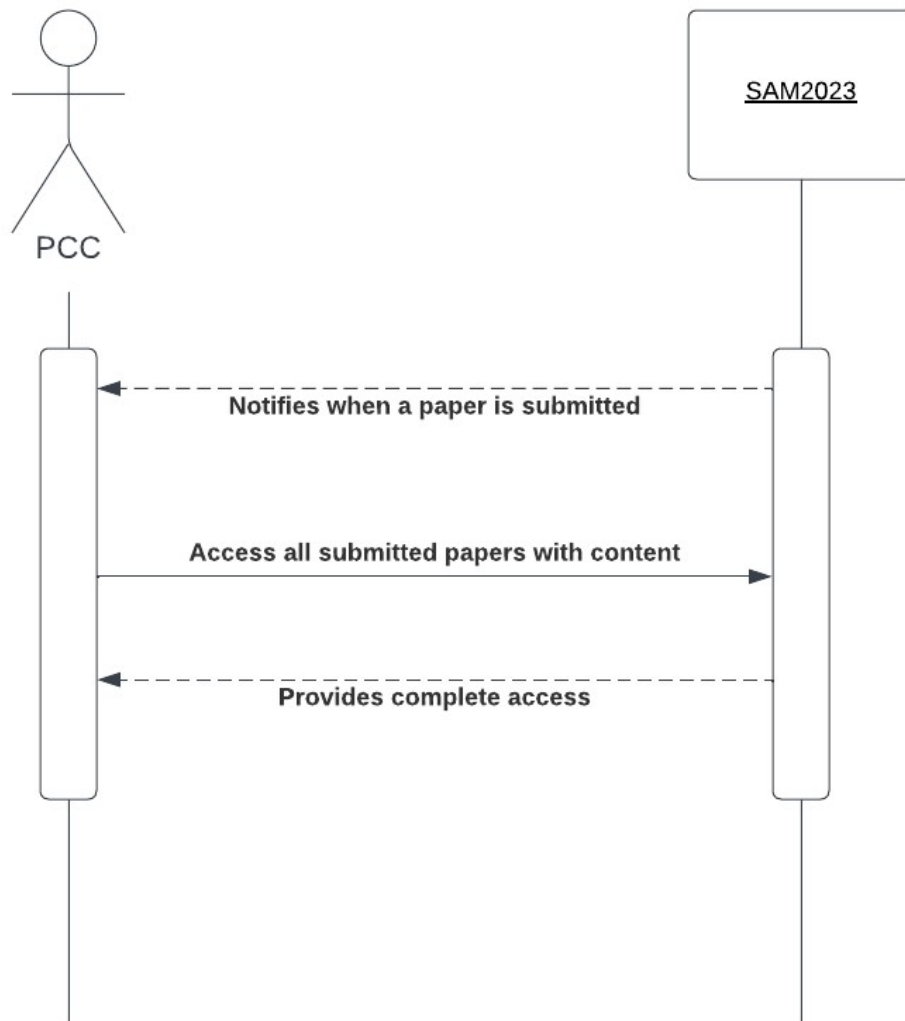 SAM2023
PCC
Notifies when a paper is submitted
Access all submitted papers with content
Provides complete access